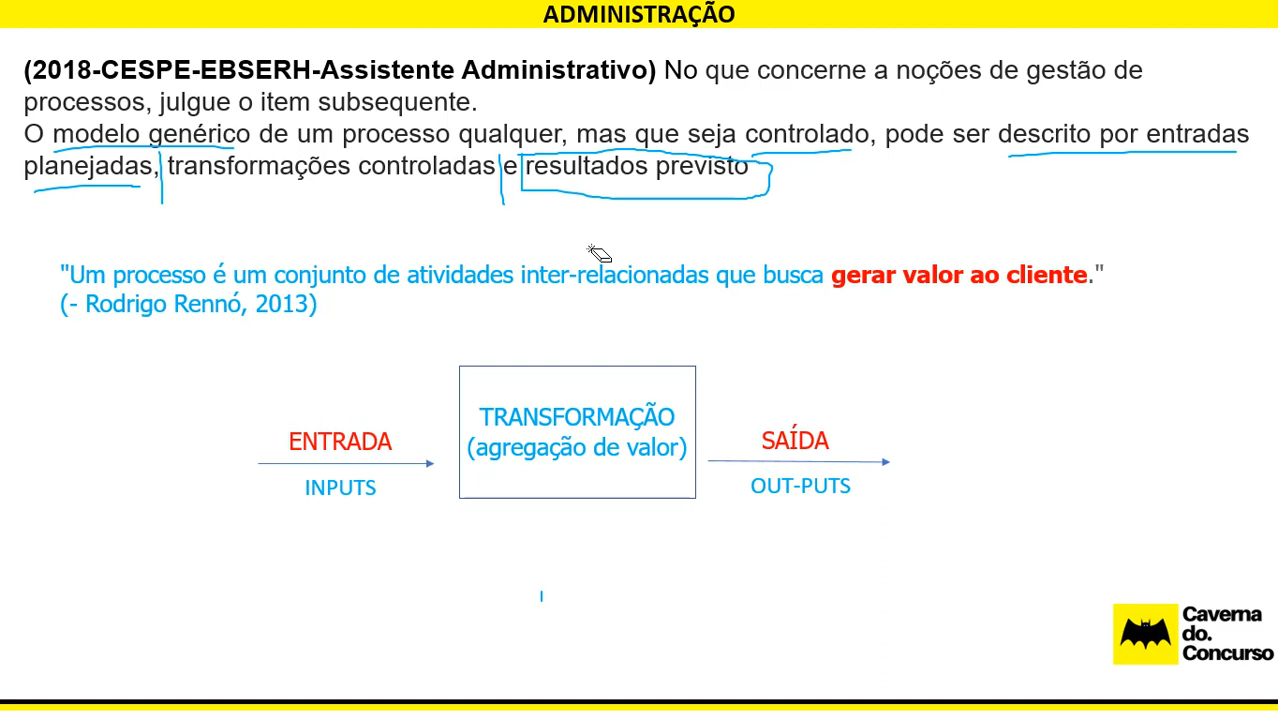 ADMINISTRAÇÃO
(2018-CESPE-EBSERH-Assistente Administrativo) No que concerne a noções de gestão de
processos, julgue o item subsequente.
O modelo genérico de um processo qualquer, mas que seja controlado, pode ser descrito por entradas
planejadas, transformações controladas e resultados previsto
"Um processo é um conjunto de atividades inter-relacionadas que busca gerar valor ao cliente."
(- Rodrigo Rennó, 2013)
ENTRADA
INPUTS
TRANSFORMAÇÃO
(agregação de valor)
SAÍDA
OUT-PUTS
Caverna
do.
Concurso